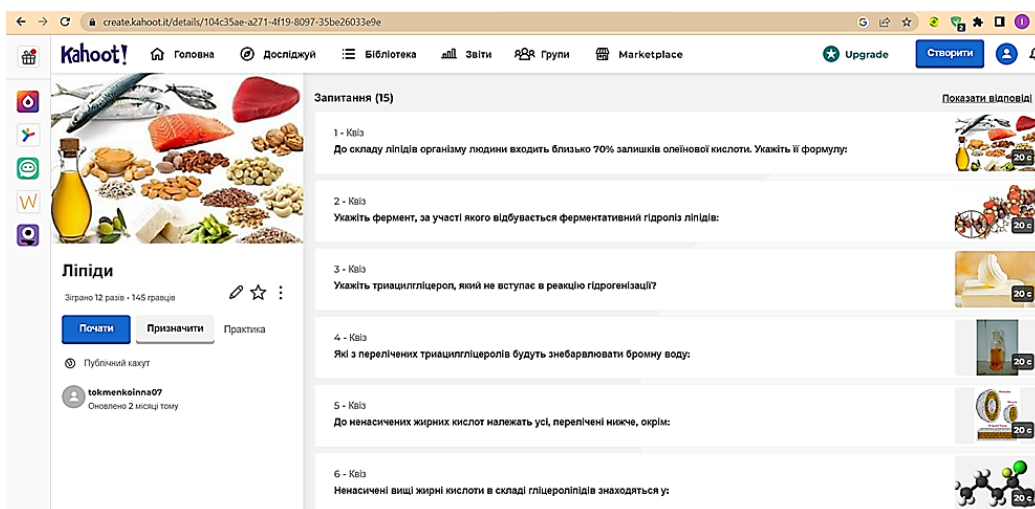 create.kahoot.it/details/104c35ae-a271-4f19-8097-35be26033e9e
Kahoot!
Головна
Досліджуй
Бібліотека
Звіти
Групи
Marketplace
Upgrade
Створити
Запитання (15)
Показати відповіді
1 - Квіз
До складу ліпідів організму людини входить близько 70% залишків олеїнової кислоти. Укажіть її формулу:
20 с
2 - Квіз
Укажіть фермент, за участі якого відбувається ферментативний гідроліз ліпідів:
20 с
3 - Квіз
Укажіть триацилгліцерол, який не вступає в реакцію гідрогенізації?
20 с
4 - Квіз
Які з перелічених триацилгліцеролів будуть знебарвлювати бромну воду:
20 с
5 - Квіз
До ненасичених жирних кислот належать усі, перелічені нижче, окрім:
20 с
6 - Квіз
Ненасичені вищі жирні кислоти в складі гліцероліпідів знаходяться у:
20 с
Ліпіди
Зіграно 12 разів • 145 гравців
Почати
Призначити
Практика
Публічний кахут
tokmenkoinna07
Оновлено 2 місяці тому